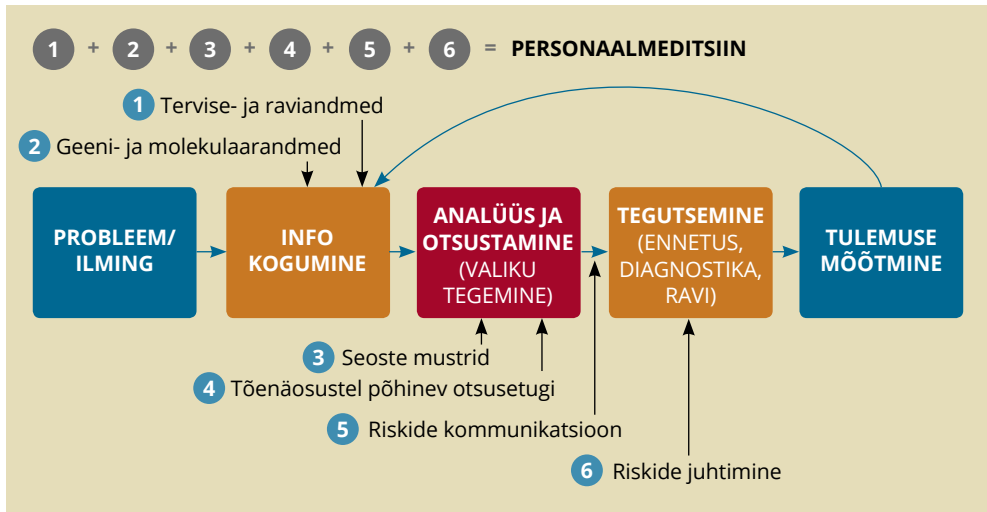 1 + 2 + 3 + 4 + 5 + 6 = PERSONAALMEDITSIIN
1 Tervise- ja raviandmed
2 Geeni- ja molekulaarandmed
PROBLEEM/
ILMING
INFO
KOGUMINE
ANALÜÜS JA
OTSUSTAMINE
(VALIKU
TEGEMINE)
TEGUTSEMINE
(ENNETUS,
DIAGNOSTIKA,
RAVI)
TULEMUSE
MÕÕTMINE
3 Seoste mustrid
4 Tõenäosustel põhinev otsusetugi
5 Riskide kommunikatsioon
6 Riskide juhtimine